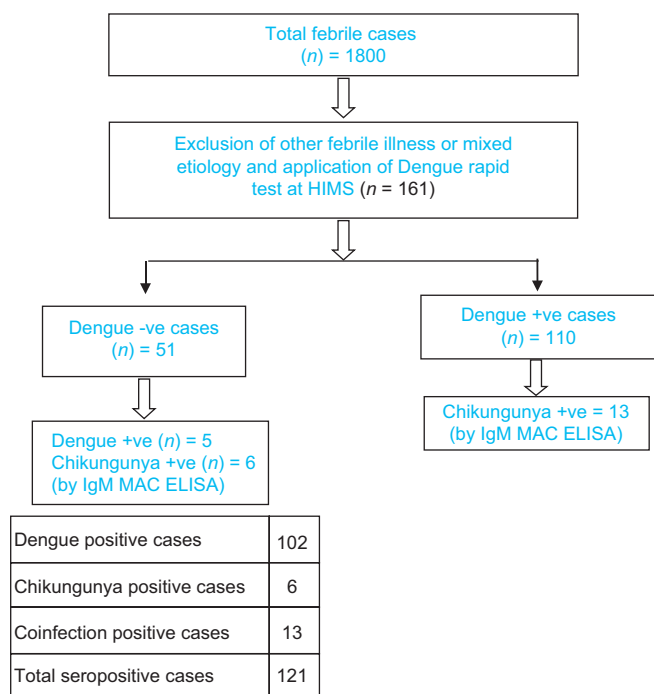 Total febrile cases
(n) = 1800
Exclusion of other febrile illness or mixed
etiology and application of Dengue rapid
test at HIMS (n = 161)
Dengue -ve cases
(n) = 51
Dengue +ve cases
(n) = 110
Dengue +ve (n) = 5
Chikungunya +ve (n) = 6
(by IgM MAC ELISA)
Chikungunya +ve = 13
(by IgM MAC ELISA)
Dengue positive cases 102
Chikungunya positive cases 6
Coinfection positive cases 13
Total seropositive cases 121